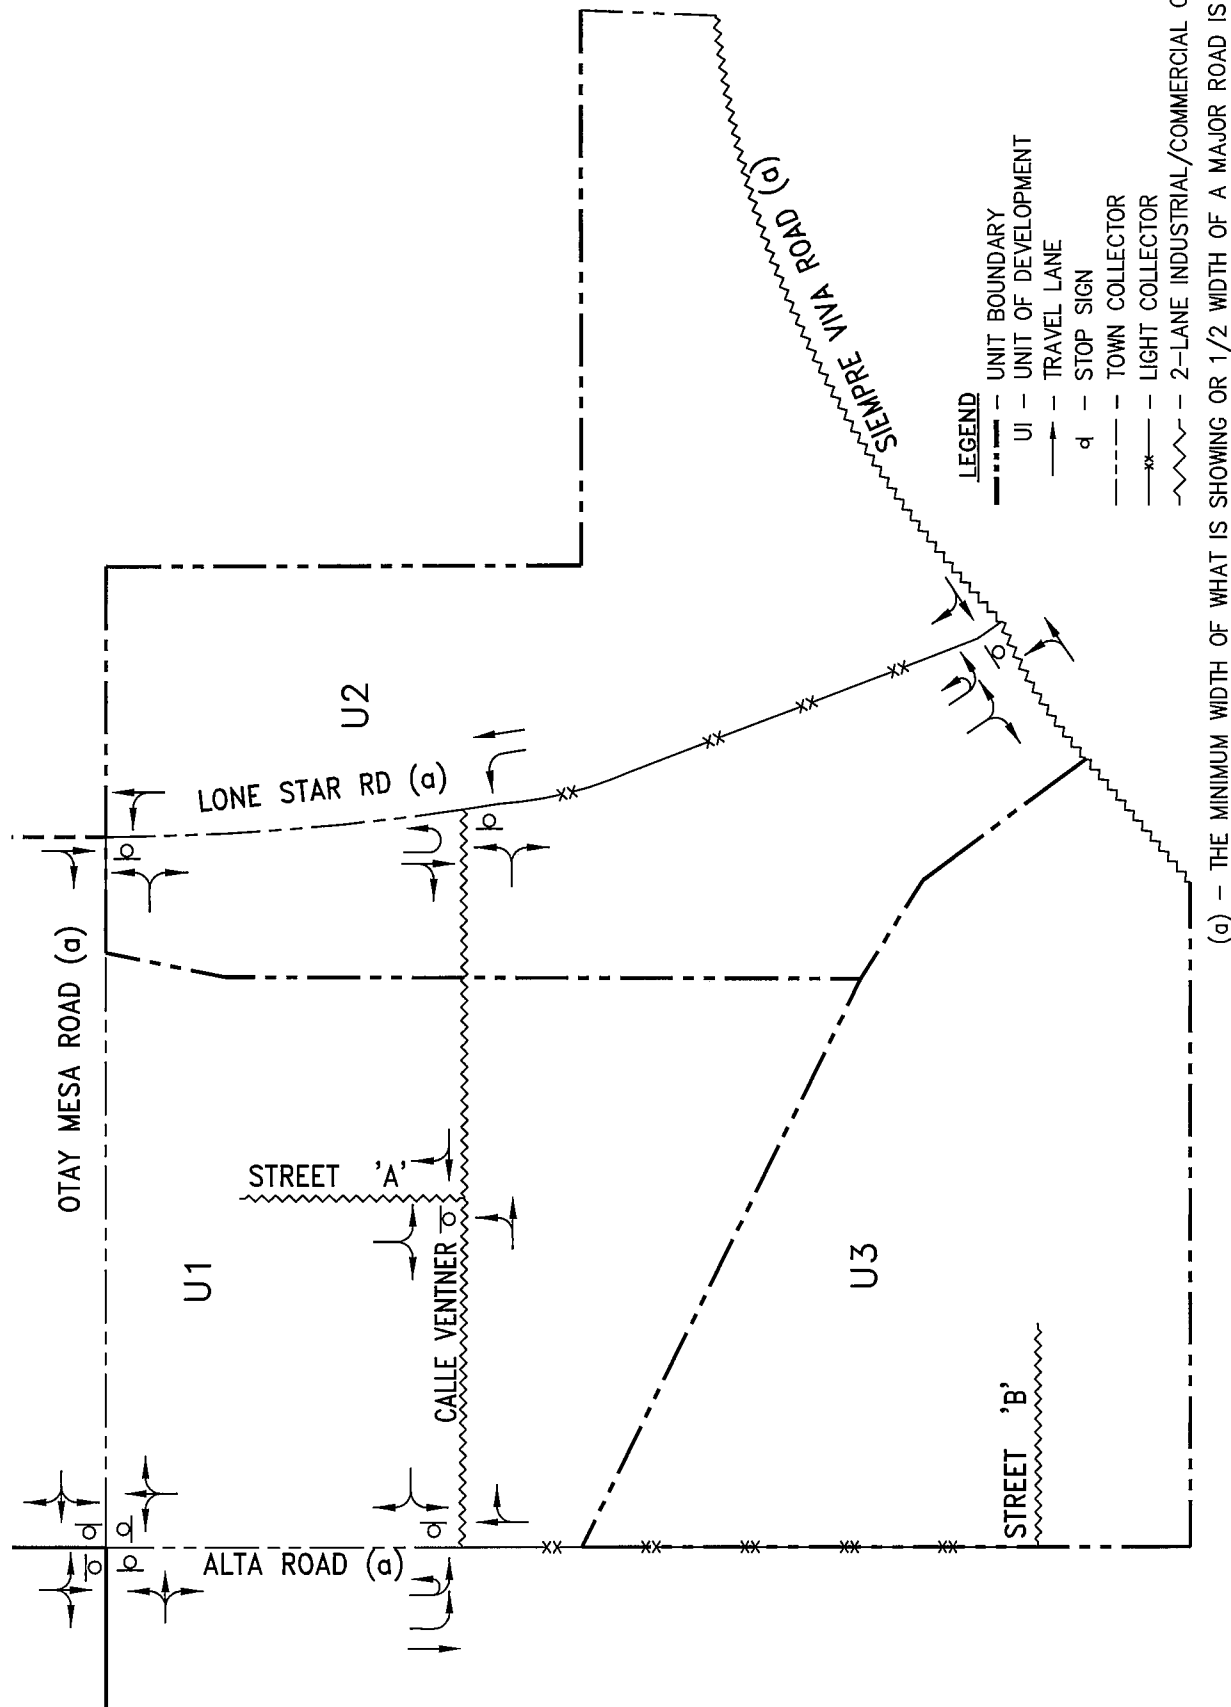 OTAY MESA ROAD (a)
U1
STREET 'A'
CALLE VENTNER
ALTA ROAD (a)
U2
LONE STAR RD (a)
U3
STREET 'B'
SIEMPRE VIVA ROAD (a)
LEGEND
- UNIT BOUNDARY
UI - UNIT OF DEVELOPMENT
- TRAVEL LANE
- STOP SIGN
- TOWN COLLECTOR
- LIGHT COLLECTOR
- 2-LANE INDUSTRIAL/COMMERCIAL
(a) - THE MINIMUM WIDTH OF WHAT IS SHOWING OR 1/2 WIDTH OF A MAJOR ROAD IS